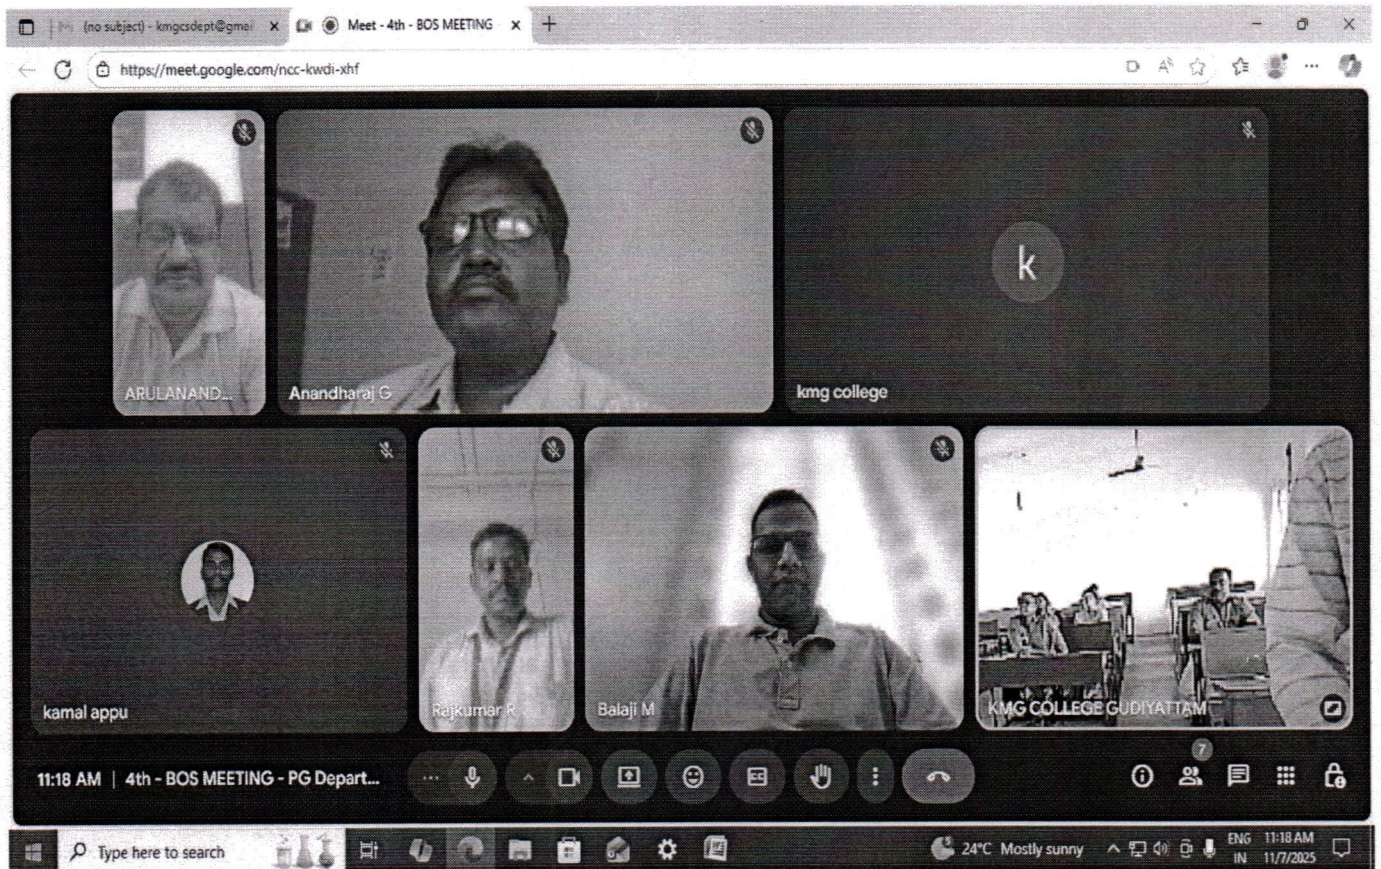 (no subject) - kmgcsdept@gmai
Meet - 4th - BOS MEETING
https://meet.google.com/ncc-kwdi-xhf
ARULANAND...
Anandharaj G
k
kmg college
kamal appu
Rajkumar R
Balaji M
KMG COLLEGE GUDIYATTAM
7
11:18 AM | 4th - BOS MEETING - PG Depart...
CC
Type here to search
24°C Mostly sunny
ENG
IN
11:18 AM
11/7/2025